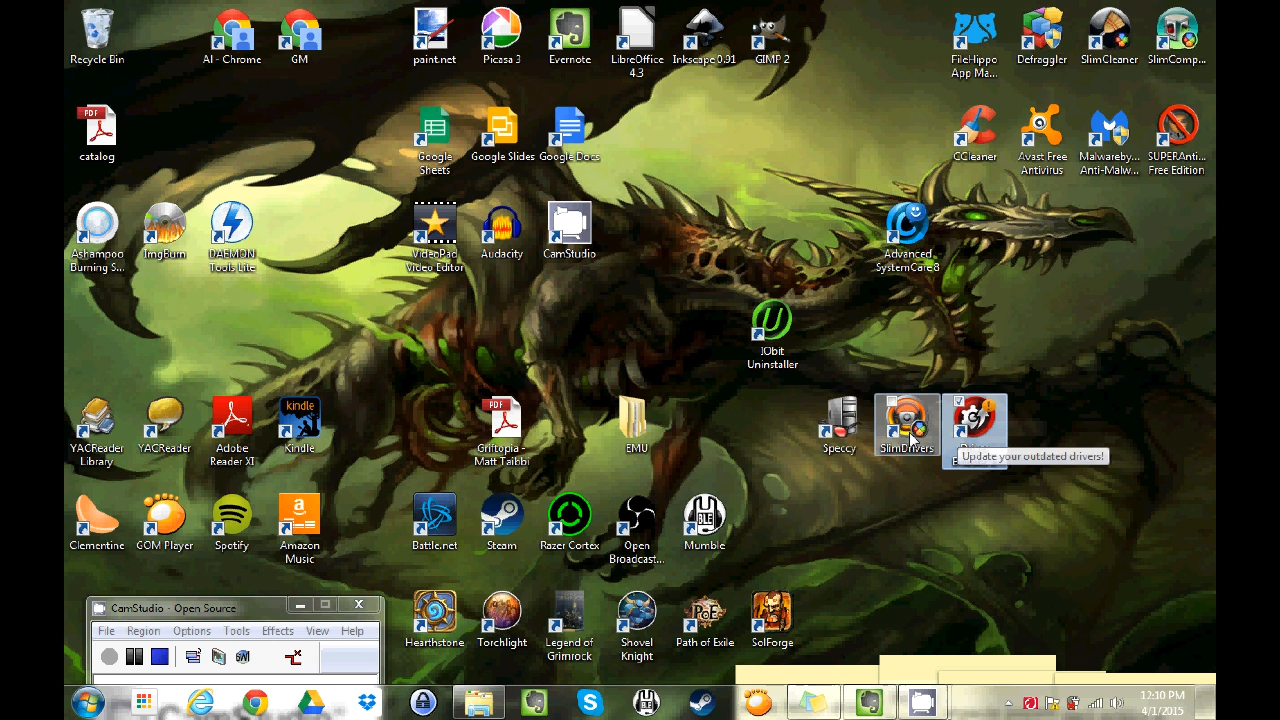 Recycle Bin
AI - Chrome
GM
paint.net
Picasa 3
Evernote
LibreOffice
4.3
Inkscape 0.91
GIMP 2
FileHippo
App Ma...
Defraggler
SlimCleaner
SlimComp...
PDF
catalog
Google
Sheets
Google Slides
Google Docs
CCleaner
Avast Free
Antivirus
Malwareby...
Anti-Malw...
SUPERAnti...
Free Edition
Ashampoo
Burning S...
ImgBurn
DAEMON
Tools Lite
VideoPad
Video Editor
Audacity
CamStudio
Advanced
SystemCare 8
U
IObit
Uninstaller
YACReader
Library
YACReader
Adobe
Reader XI
kindle
Kindle
PDF
Griftopia -
Matt Taibbi
EMU
Speccy
SlimDrivers
Update your outdated drivers!
Clementine
GOM Player
Spotify
a
Amazon
Music
Battle.net
Steam
Razer Cortex
Open
Broadcast...
Mumble
CamStudio - Open Source
File Region Options Tools Effects View Help
Hearthstone
Torchlight
Legend of
Grimrock
Shovel
Knight
PoE
Path of Exile
SolForge
12:10 PM
4/1/2015